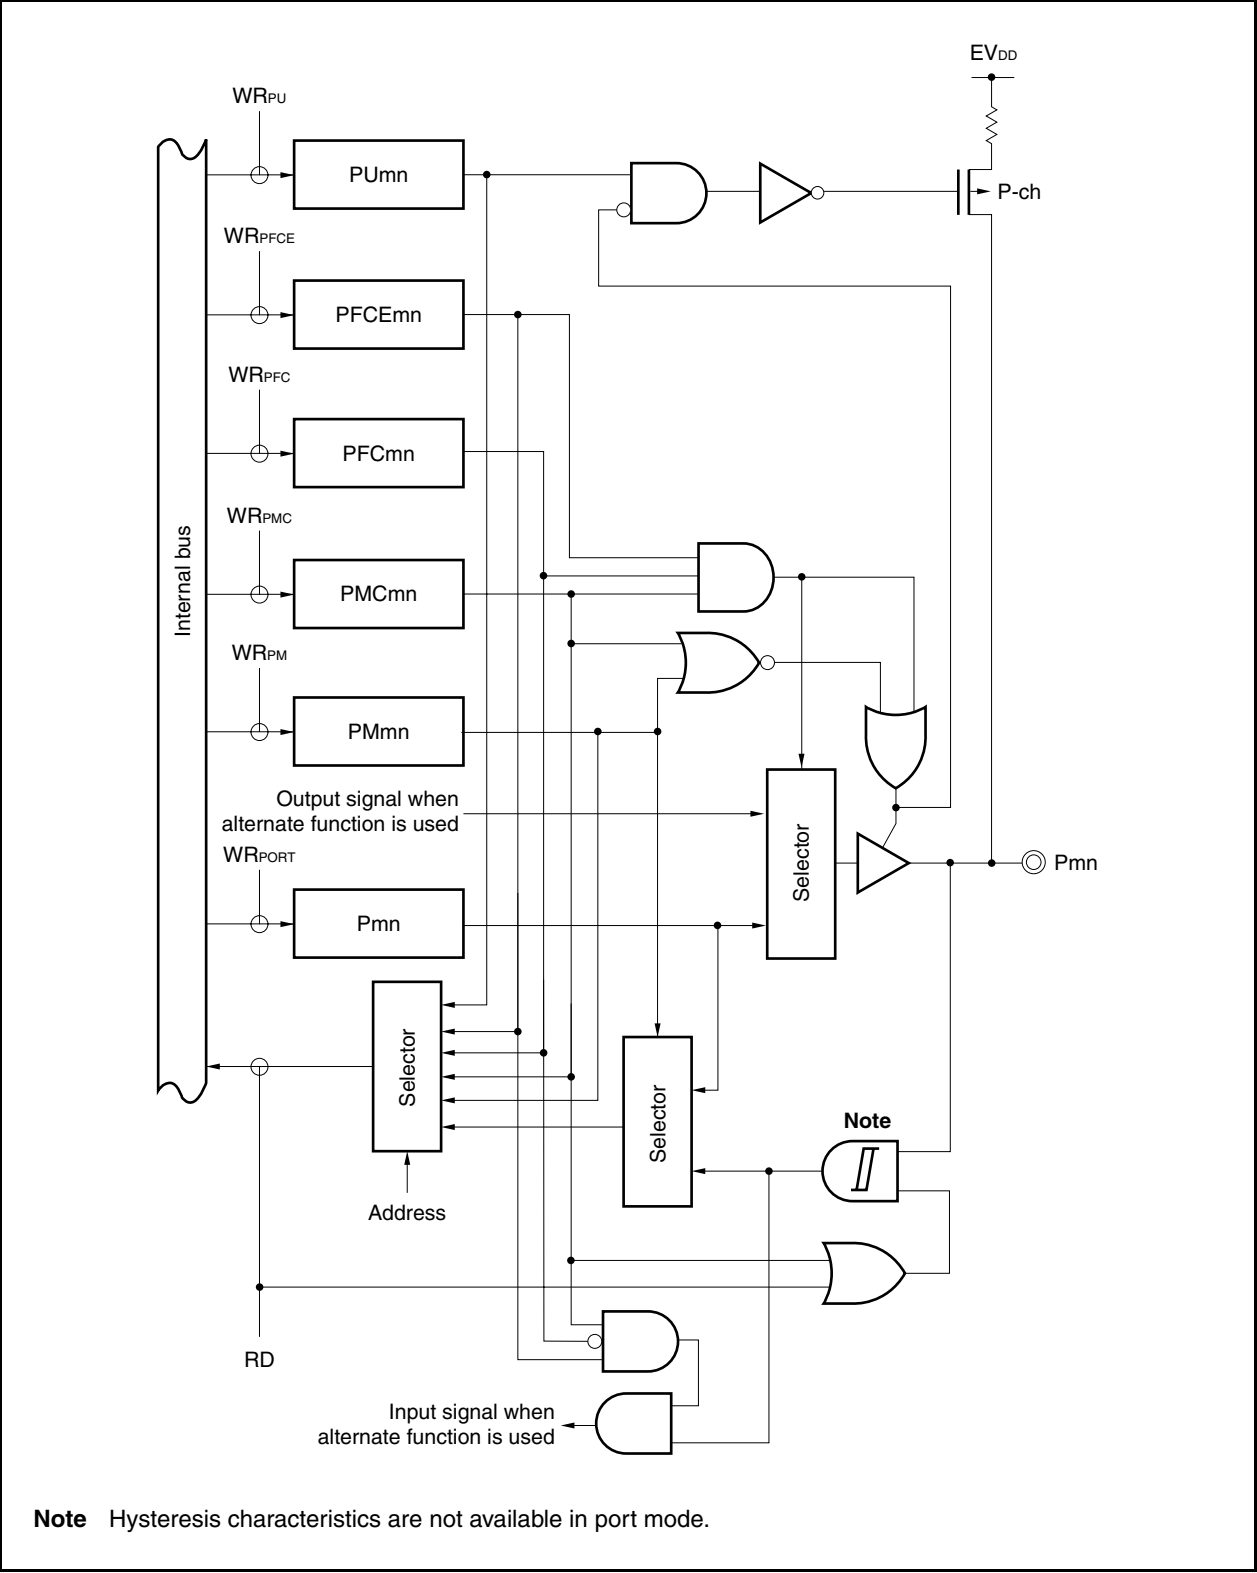 EVDD
WRPU
PUmn
P-ch
WRPFCE
PFCEmn
WRPFC
PFCmn
WRPMC
Internal bus
PMCmn
WRPM
PMmn
Output signal when
alternate function is used
Selector
WRPORT
Pmn
Pmn
Selector
Selector
Note
Address
RD
Input signal when
alternate function is used
Note Hysteresis characteristics are not available in port mode.